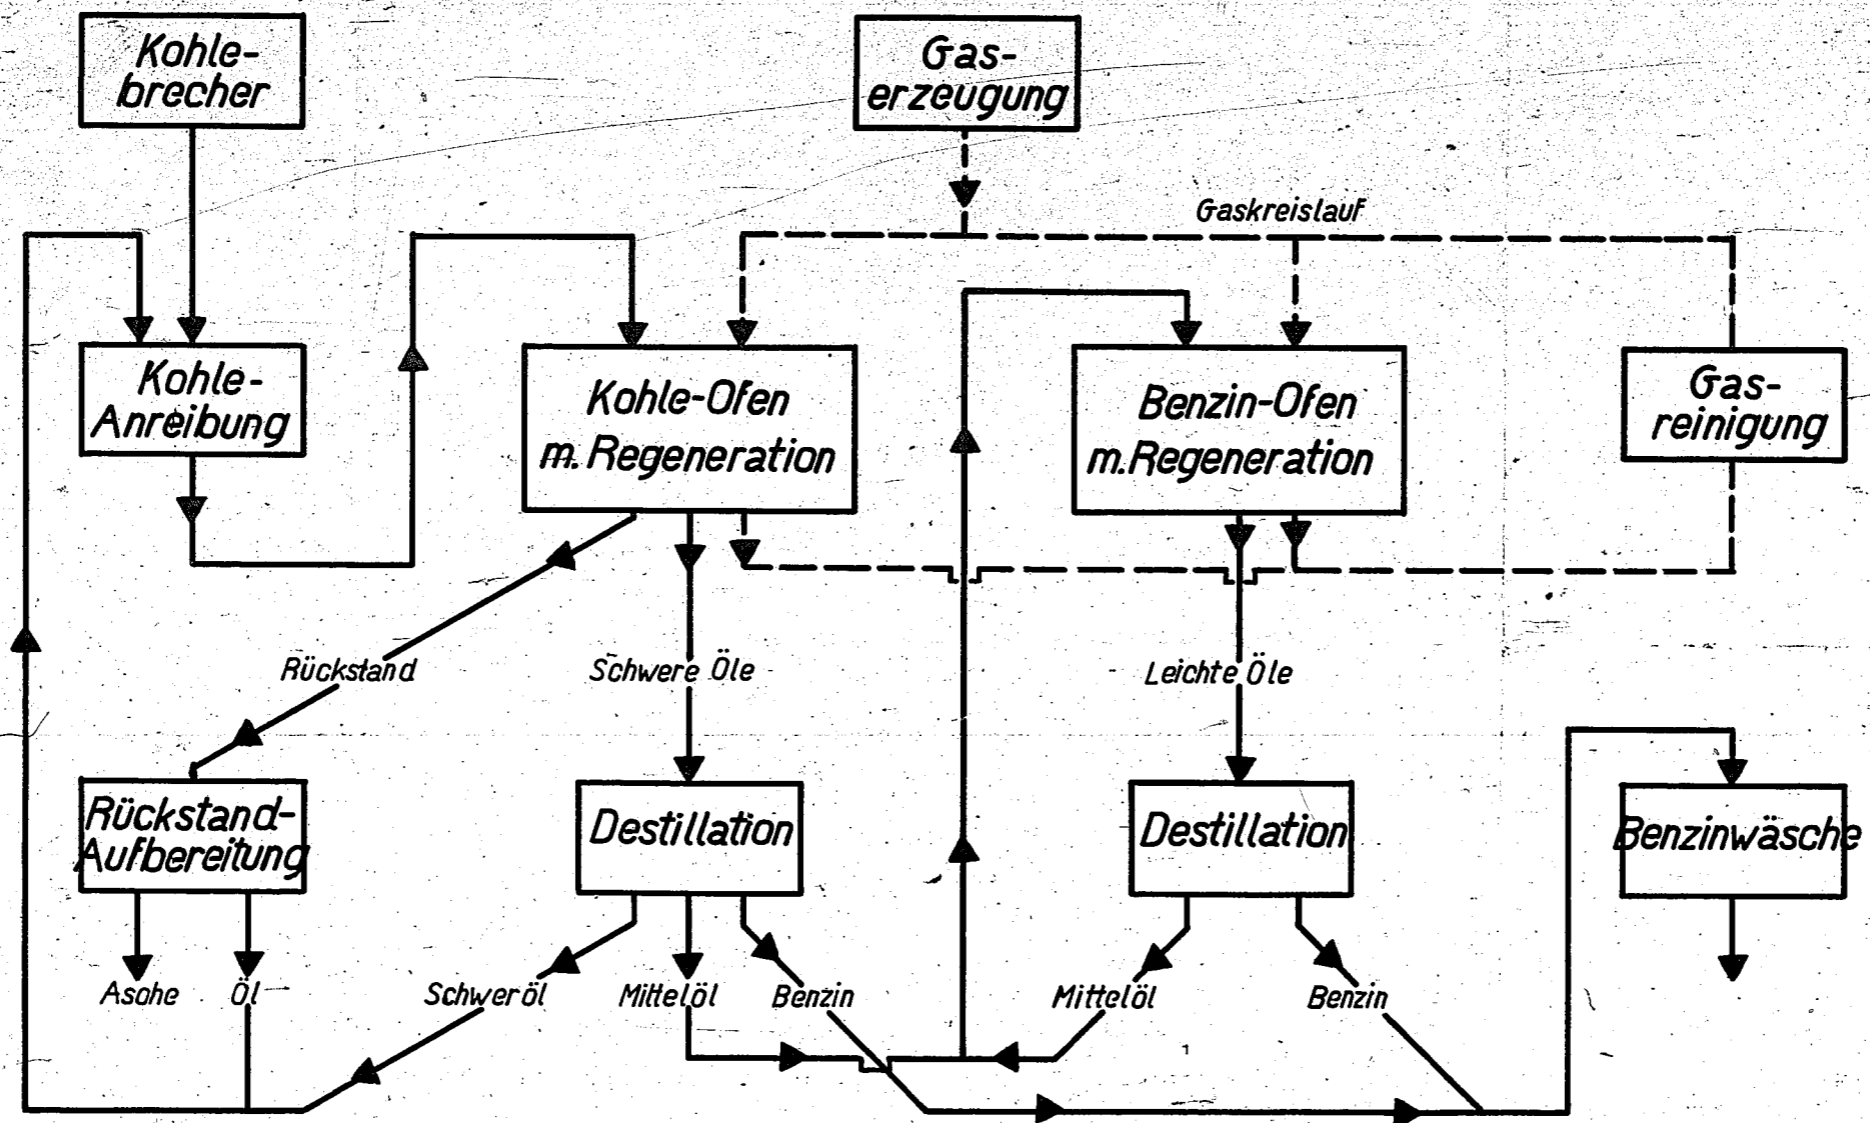 Kohle-
brecher
Gas-
erzeugung
Gaskreislauf
Kohle-
Anreibung
Kohle-Ofen
m. Regeneration
Benzin-Ofen
m. Regeneration
Gas-
reinigung
Rückstand
Schwere Öle
Leichte Öle
Rückstand-
Aufbereitung
Destillation
Destillation
Benzinwäsche
Asche
Öl
Schweröl
Mittelöl
Benzin
Mittelöl
Benzin